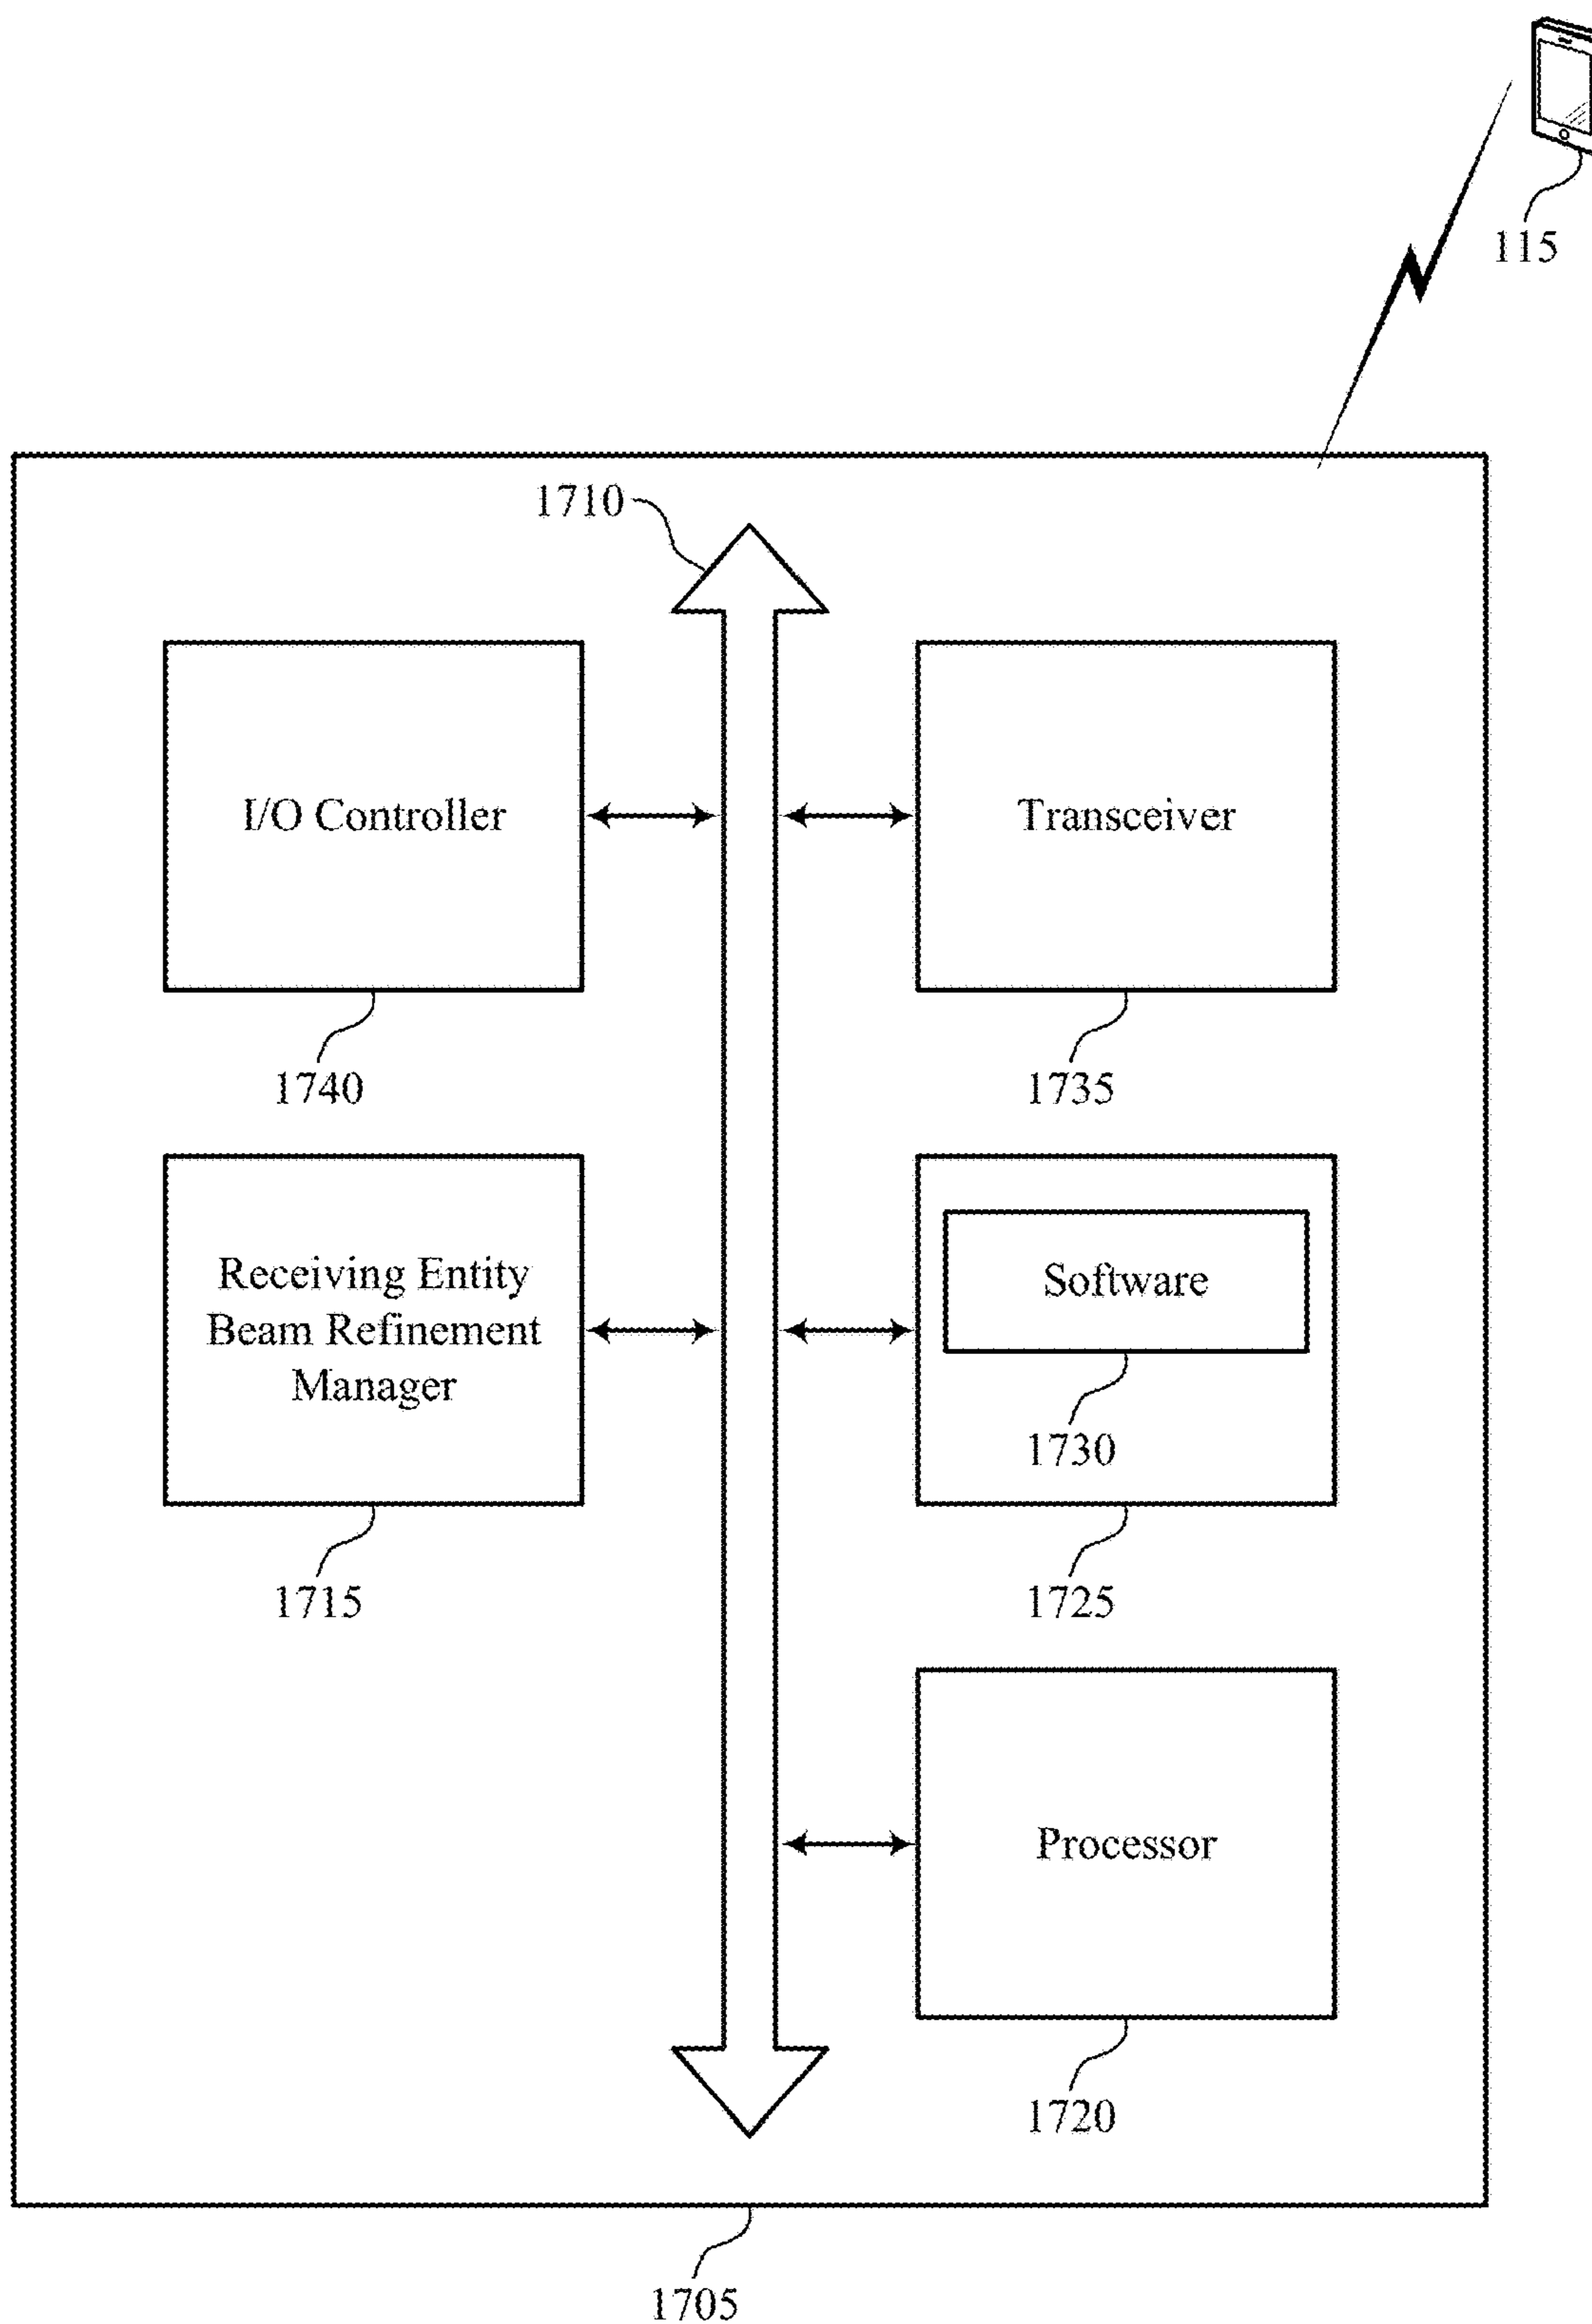 115
1710
I/O Controller
Transceiver
1740
1735
Receiving Entity
Beam Refinement
Manager
Software
1730
1715
1725
Processor
1720
1705